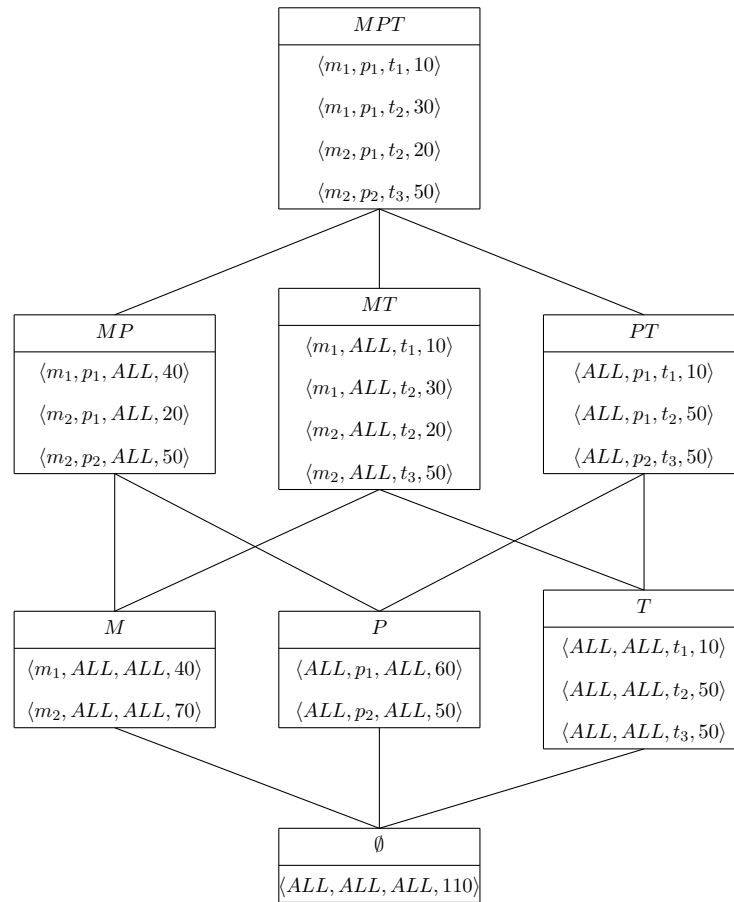 MPT
⟨m₁, p₁, t₁, 10⟩
⟨m₁, p₁, t₂, 30⟩
⟨m₂, p₁, t₂, 20⟩
⟨m₂, p₂, t₃, 50⟩
MP
⟨m₁, p₁, ALL, 40⟩
⟨m₂, p₁, ALL, 20⟩
⟨m₂, p₂, ALL, 50⟩
MT
⟨m₁, ALL, t₁, 10⟩
⟨m₁, ALL, t₂, 30⟩
⟨m₂, ALL, t₂, 20⟩
⟨m₂, ALL, t₃, 50⟩
PT
⟨ALL, p₁, t₁, 10⟩
⟨ALL, p₁, t₂, 50⟩
⟨ALL, p₂, t₃, 50⟩
M
⟨m₁, ALL, ALL, 40⟩
⟨m₂, ALL, ALL, 70⟩
P
⟨ALL, p₁, ALL, 60⟩
⟨ALL, p₂, ALL, 50⟩
T
⟨ALL, ALL, t₁, 10⟩
⟨ALL, ALL, t₂, 50⟩
⟨ALL, ALL, t₃, 50⟩
∅
⟨ALL, ALL, ALL, 110⟩